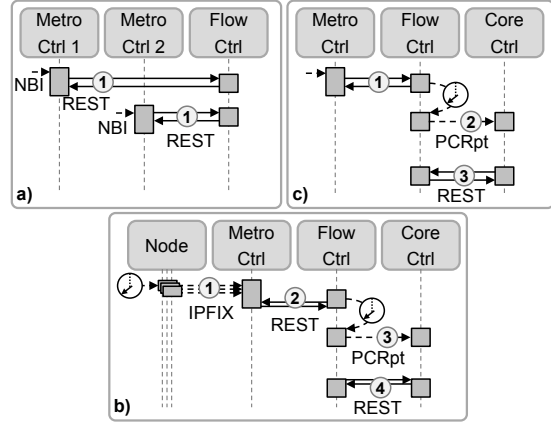 Metro Ctrl 1
Metro Ctrl 2
Flow Ctrl
NBI
1
REST
NBI
1
REST
a)
Metro Ctrl
Flow Ctrl
Core Ctrl
1
2
PCRpt
3
REST
c)
Node
Metro Ctrl
Flow Ctrl
Core Ctrl
1
IPFIX
2
REST
3
PCRpt
4
REST
b)